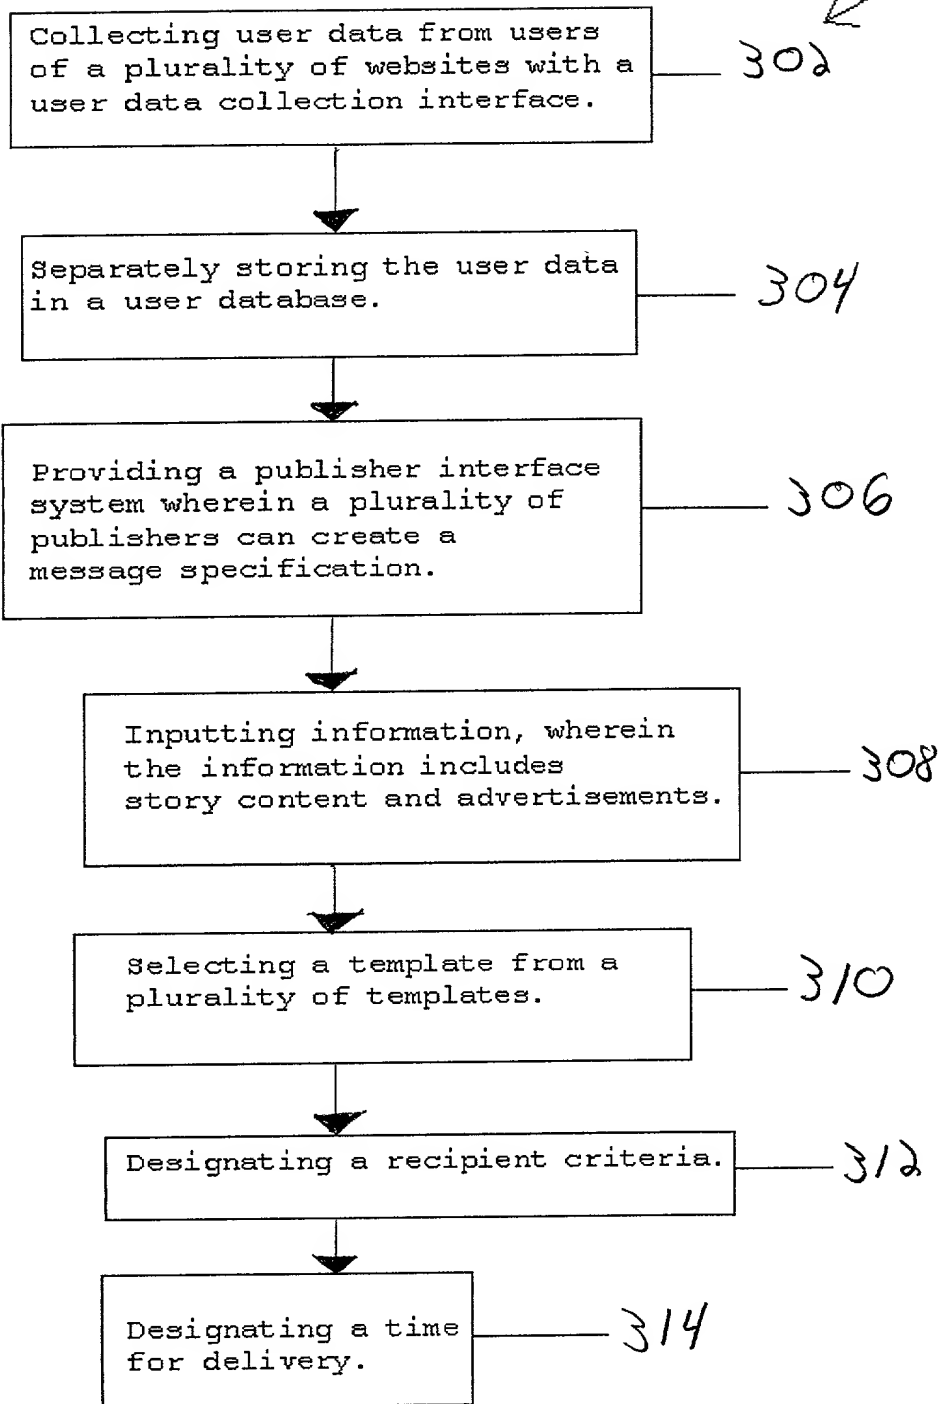 Collecting user data from users
of a plurality of websites with a
user data collection interface.
302
Separately storing the user data
in a user database.
304
Providing a publisher interface
system wherein a plurality of
publishers can create a
message specification.
306
Inputting information, wherein
the information includes
story content and advertisements.
308
Selecting a template from a
plurality of templates.
310
Designating a recipient criteria.
312
Designating a time
for delivery.
314